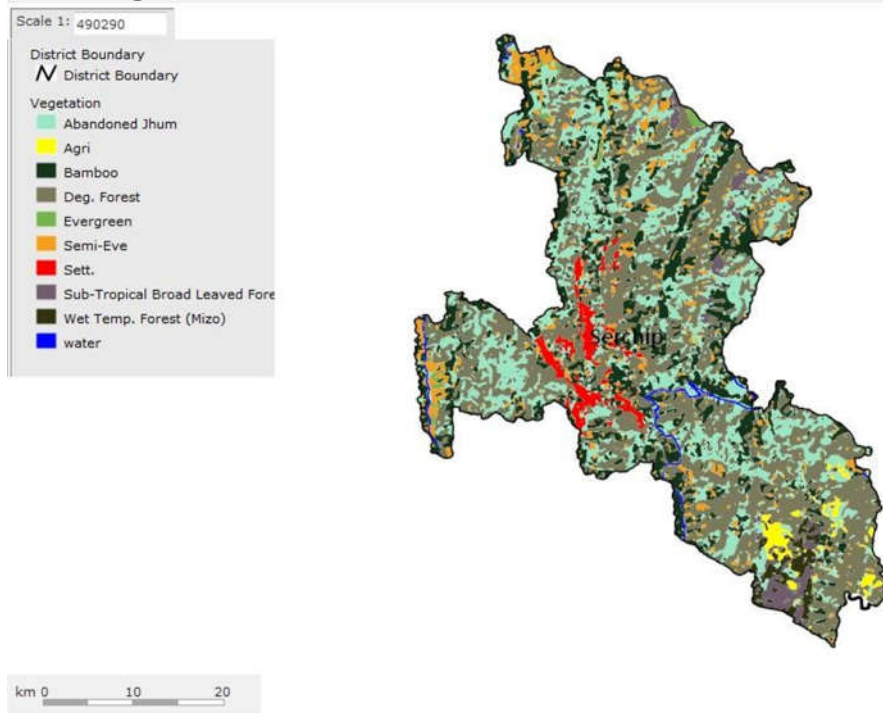 Scale 1: 490290
District Boundary
District Boundary
Vegetation
Abandoned Jhum
Agri
Bamboo
Deg. Forest
Evergreen
Semi-Eve
Sett.
Sub-Tropical Broad Leaved Fore
Wet Temp. Forest (Mizo)
water
Serchip
km 0 10 20